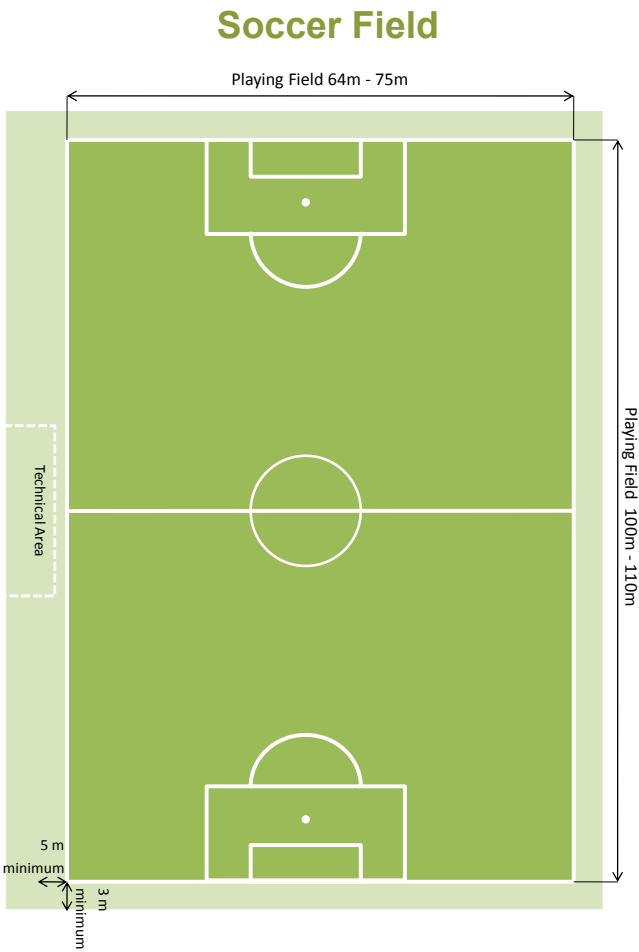 Soccer Field
Playing Field 64m - 75m
Playing Field  100m - 110m
Technical Area
5 m
minimum
3 m
minimum